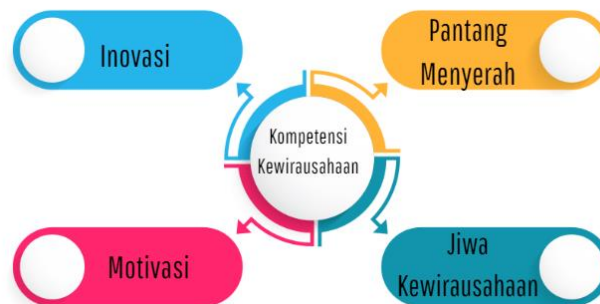 Inovasi
Pantang
Menyerah
Kompetensi
Kewirausahaan
Motivasi
Jiwa
Kewirausahaan